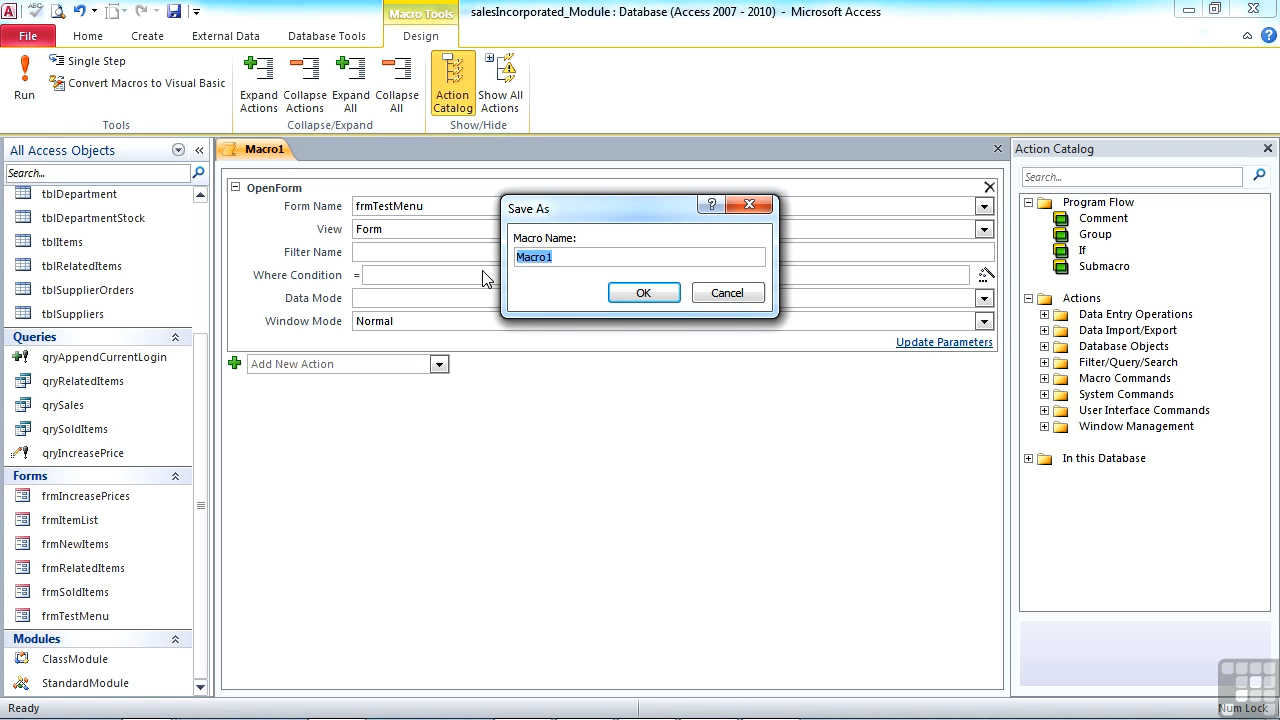 Macro Tools
salesIncorporated_Module : Database (Access 2007 - 2010) - Microsoft Access
File Home Create External Data Database Tools Design
Single Step
Convert Macros to Visual Basic
Run
Expand Actions
Collapse Actions
Expand All
Collapse All
Action Catalog
Show All Actions
Tools
Collapse/Expand
Show/Hide
All Access Objects
Search...
tblDepartment
tblDepartmentStock
tblItems
tblRelatedItems
tblSupplierOrders
tblSuppliers
Queries
qryAppendCurrentLogin
qryRelatedItems
qrySales
qrySoldItems
qryIncreasePrice
Forms
frmIncreasePrices
frmItemList
frmNewItems
frmRelatedItems
frmSoldItems
frmTestMenu
Modules
ClassModule
StandardModule
Macro1
OpenForm
Form Name frmTestMenu
View Form
Filter Name
Where Condition =
Data Mode
Window Mode Normal
Update Parameters
Add New Action
Save As
Macro Name:
Macro1
OK Cancel
Action Catalog
Search...
Program Flow
Comment
Group
If
Submacro
Actions
Data Entry Operations
Data Import/Export
Database Objects
Filter/Query/Search
Macro Commands
System Commands
User Interface Commands
Window Management
In this Database
Ready
Num Lock